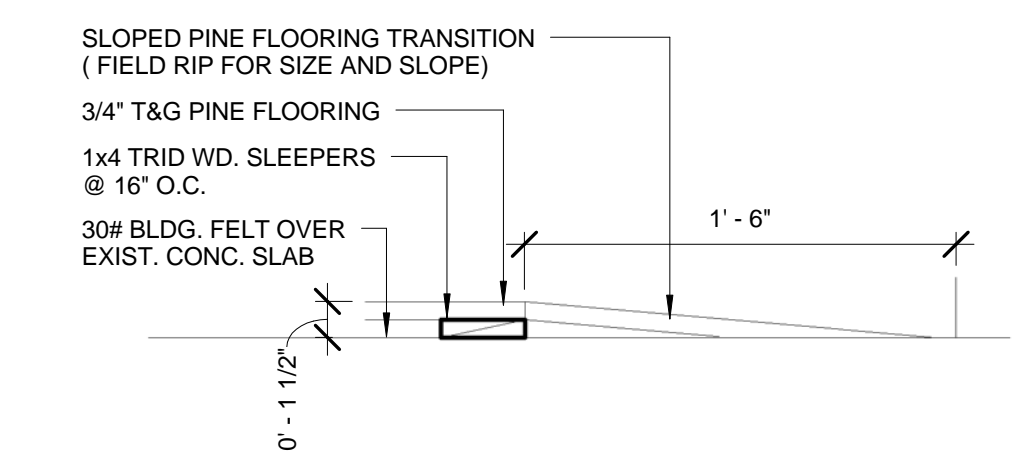 SLOPED PINE FLOORING TRANSITION
( FIELD RIP FOR SIZE AND SLOPE)
3/4" T&G PINE FLOORING
1x4 TRID WD. SLEEPERS
@ 16" O.C.
30# BLDG. FELT OVER
EXIST. CONC. SLAB
1' - 6"
0' - 1 1/2"